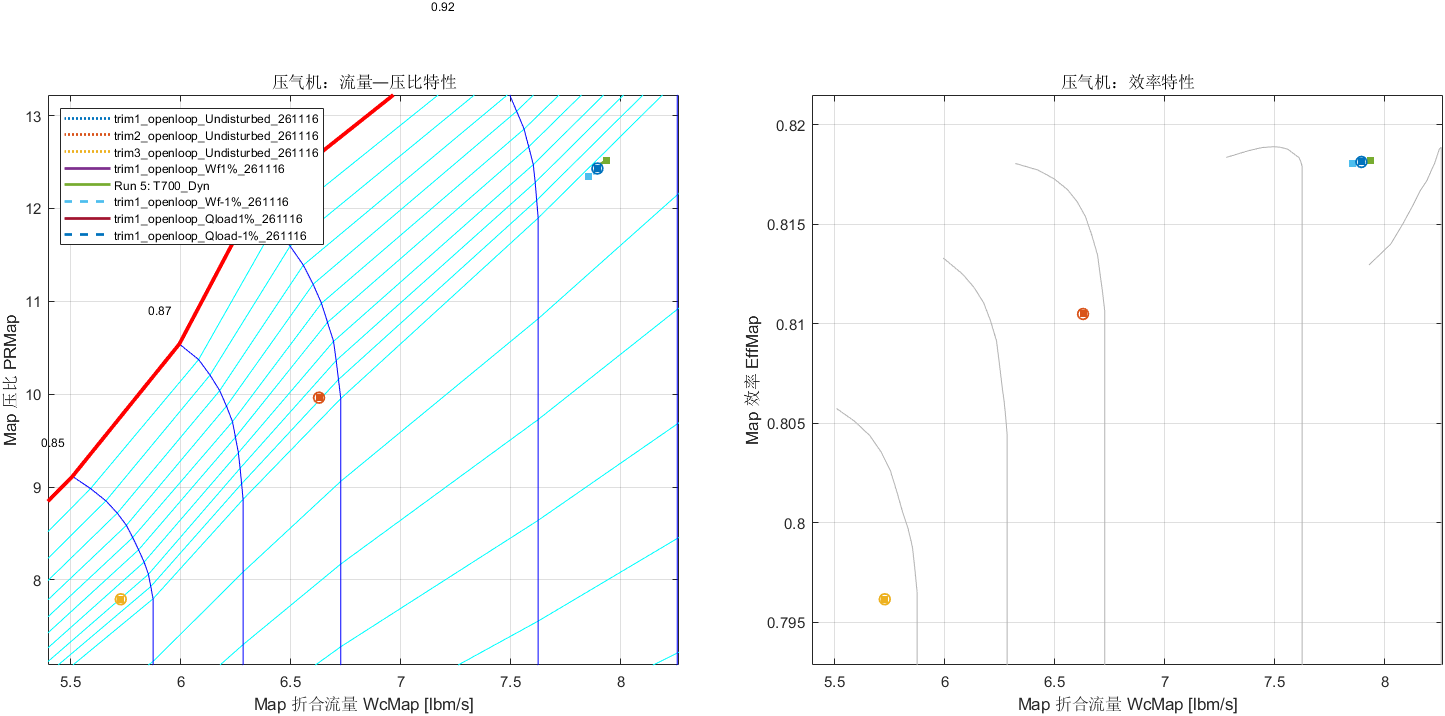 0.92
压气机：流量—压比特性
trim1_openloop_Undisturbed_261116
trim2_openloop_Undisturbed_261116
trim3_openloop_Undisturbed_261116
trim1_openloop_Wf1%_261116
Run 5: T700_Dyn
trim1_openloop_Wf-1%_261116
trim1_openloop_Qload1%_261116
trim1_openloop_Qload-1%_261116
0.87
0.85
Map 压比 PRMap
13
12
11
10
9
8
5.5
6
6.5
7
7.5
8
Map 折合流量 WcMap [lbm/s]
压气机：效率特性
Map 效率 EffMap
0.82
0.815
0.81
0.805
0.8
0.795
5.5
6
6.5
7
7.5
8
Map 折合流量 WcMap [lbm/s]